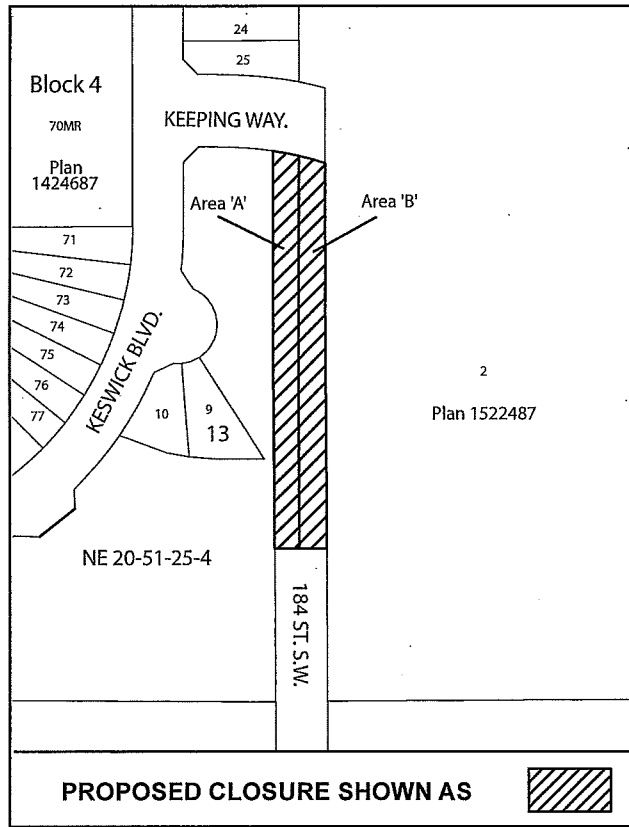 24
25
Block 4
70MR
Plan
1424687
KEEPING WAY.
Area 'A'
Area 'B'
71
72
73
74
75
76
77
KESWICK BLVD.
10
9
13
2
Plan 1522487
NE 20-51-25-4
184 ST. S.W.
PROPOSED CLOSURE SHOWN AS